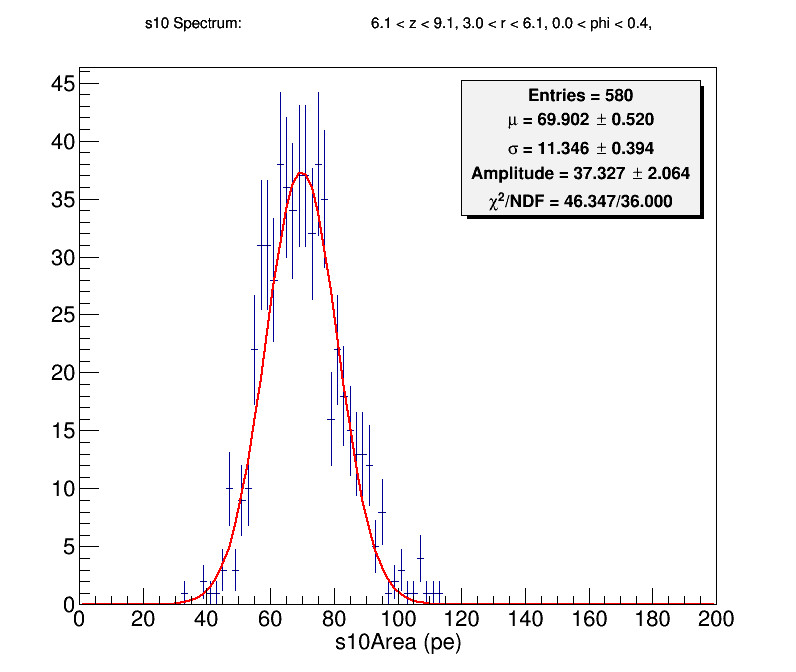 s10 Spectrum: 6.1 < z < 9.1, 3.0 < r < 6.1, 0.0 < phi < 0.4,
Entries = 580
μ = 69.902 ± 0.520
σ = 11.346 ± 0.394
Amplitude = 37.327 ± 2.064
χ²/NDF = 46.347/36.000
45
40
35
30
25
20
15
10
5
0
0 20 40 60 80 100 120 140 160 180 200
s10Area (pe)